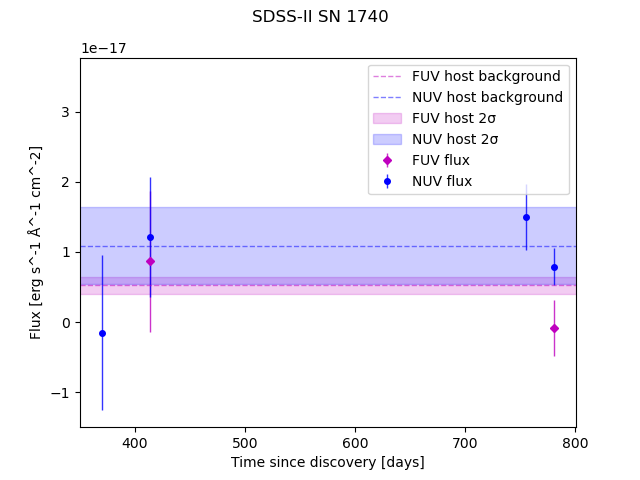 SDSS-II SN 1740
1e−17
FUV host background
NUV host background
FUV host 2σ
NUV host 2σ
FUV flux
NUV flux
3
2
1
0
−1
Flux [erg s^-1 Å^-1 cm^-2]
400 500 600 700 800
Time since discovery [days]